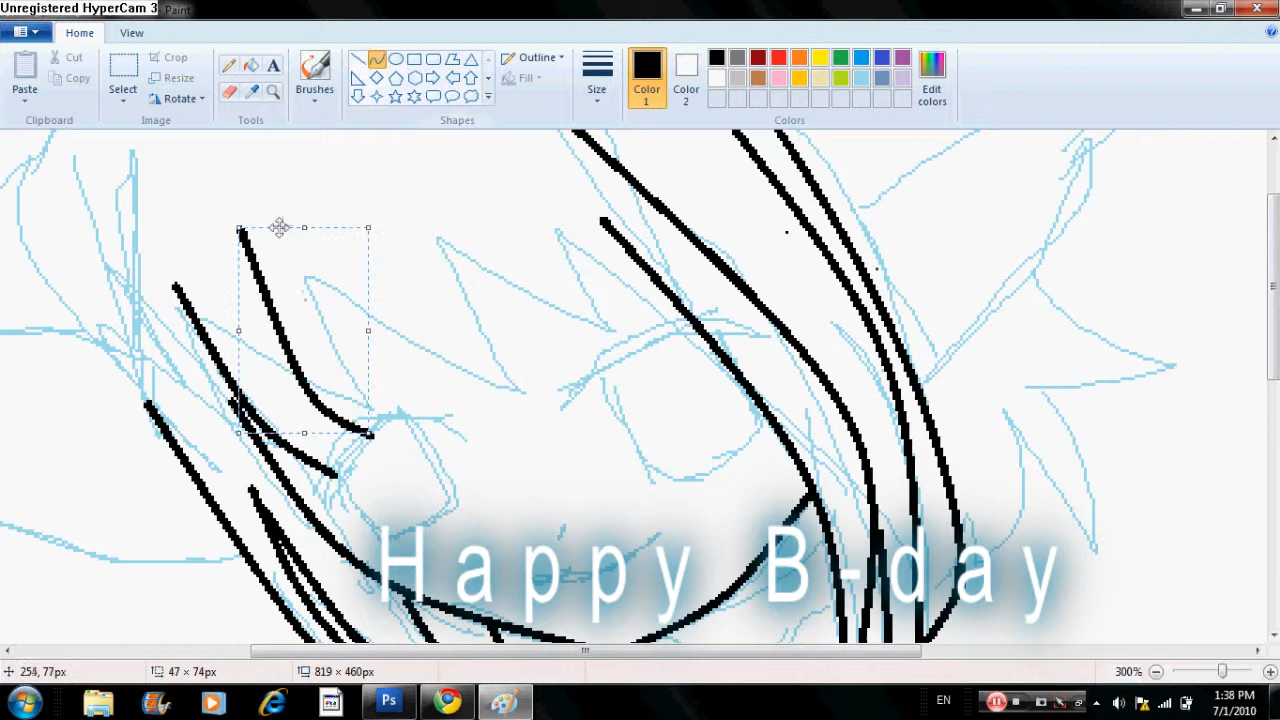 Unregistered HyperCam 3 - Paint
Home View
Paste
Cut
Copy
Clipboard
Select
Crop
Resize
Rotate
Image
A
Tools
Brushes
Outline
Fill
Shapes
Size
Color 1
Color 2
Edit colors
Colors
Happy B-day
254, 77px 47 × 74px 819 × 460px 300%
Ps EN 1:38 PM
7/1/2010